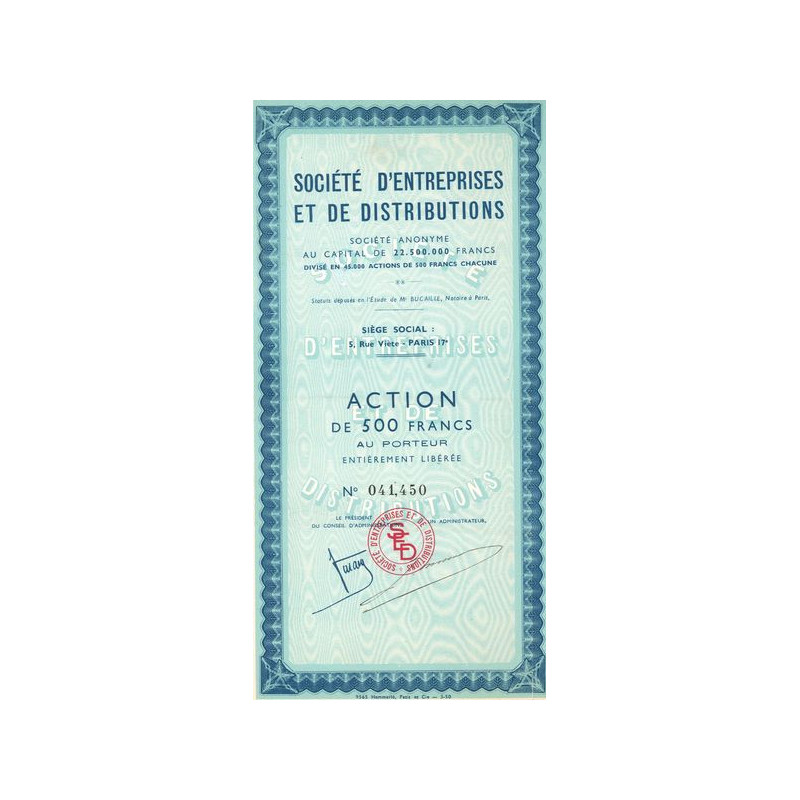 SOCIÉTÉ D'ENTREPRISES
ET DE DISTRIBUTIONS
SOCIÉTÉ ANONYME
AU CAPITAL DE 22.500.000 FRANCS
DIVISÉ EN 45.000 ACTIONS DE 500 FRANCS CHACUNE
Statuts déposés en l'Étude de Me BUCAILLE, Notaire à Paris,
SIÈGE SOCIAL :
5, Rue Viète - PARIS 17e
D'ENTREPRISES
ACTION
ET DE
DE 500 FRANCS
AU PORTEUR
ENTIÈREMENT LIBÉRÉE
DISTRIBUTIONS
No 041,450
LE PRÉSIDENT
DU CONSEIL D'ADMINISTRATION
UN ADMINISTRATEUR,
SOCIÉTÉ D'ENTREPRISES ET DE DISTRIBUTIONS
SED